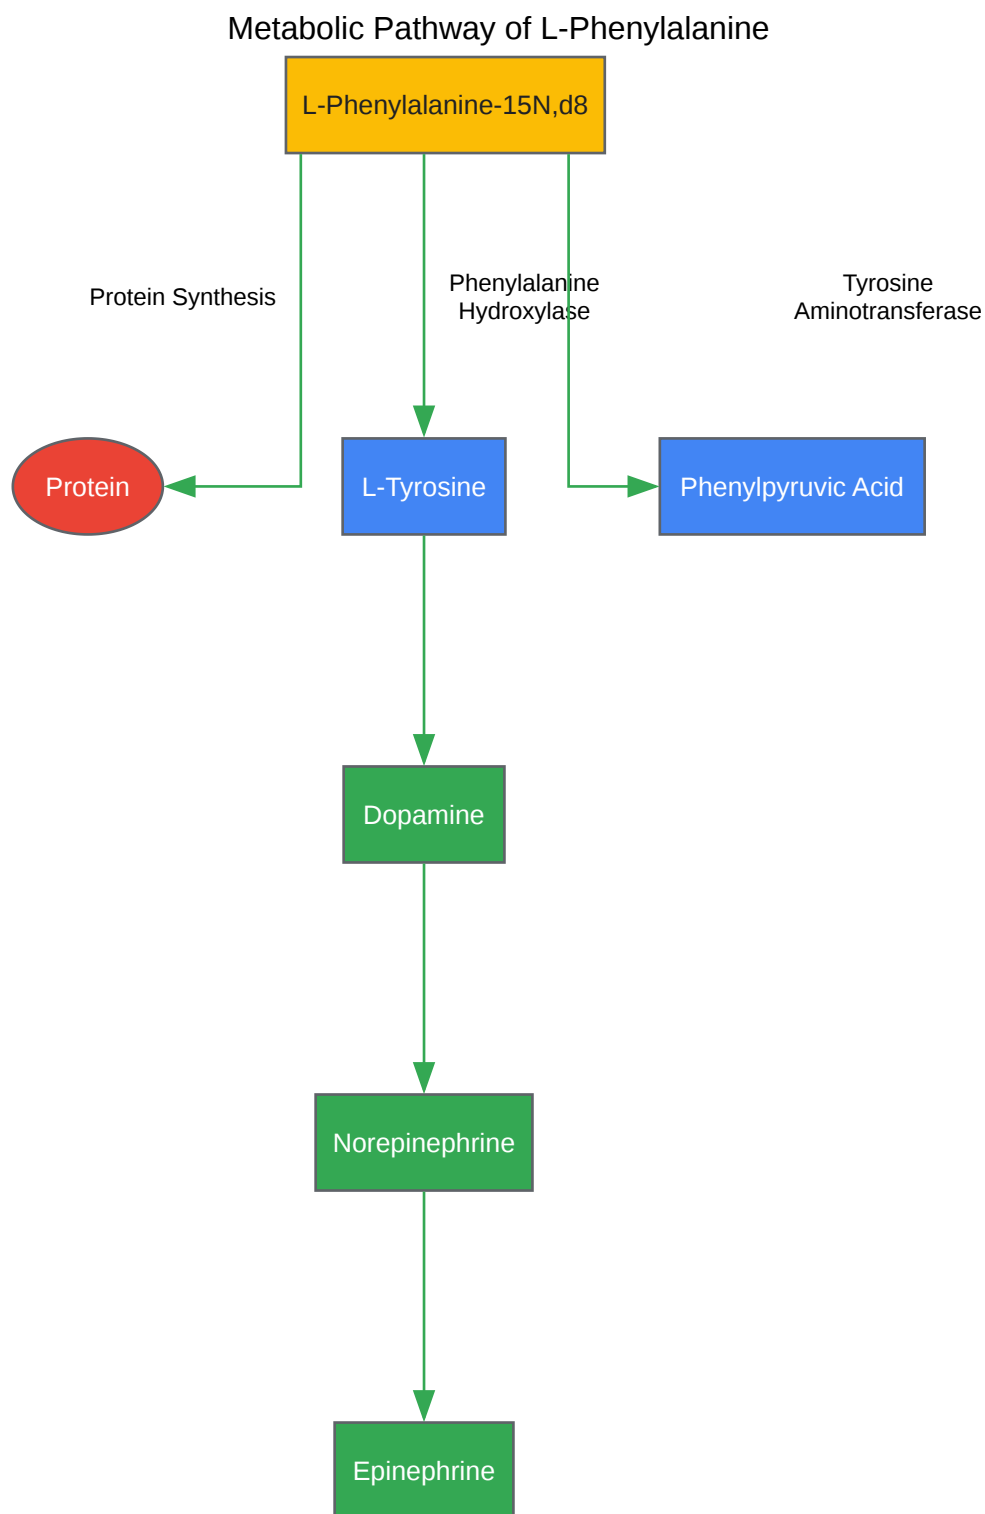 Metabolic Pathway of L-Phenylalanine
L-Phenylalanine-15N,d8
Protein Synthesis
Phenylalanine
Hydroxylase
Tyrosine
Aminotransferase
Protein
L-Tyrosine
Phenylpyruvic Acid
Dopamine
Norepinephrine
Epinephrine